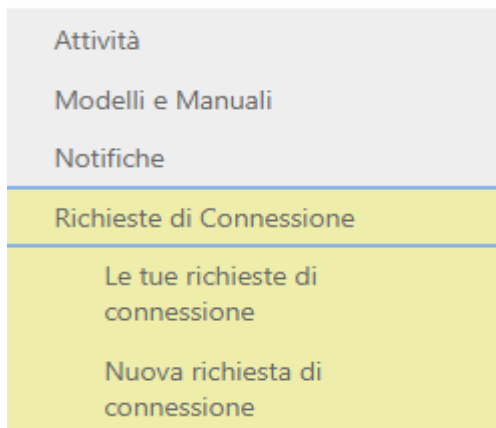 Attività
Modelli e Manuali
Notifiche
Richieste di Connessione
Le tue richieste di
connessione
Nuova richiesta di
connessione